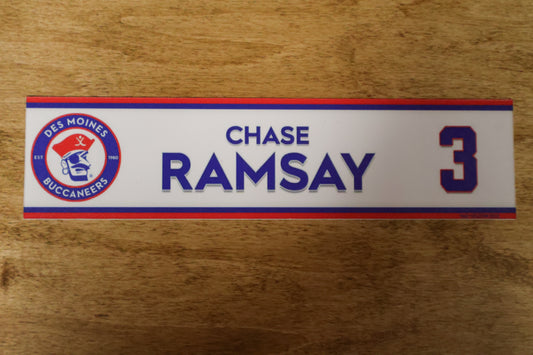 DES MOINES
EST 1980
BUCCANEERS
CHASE
RAMSAY
3